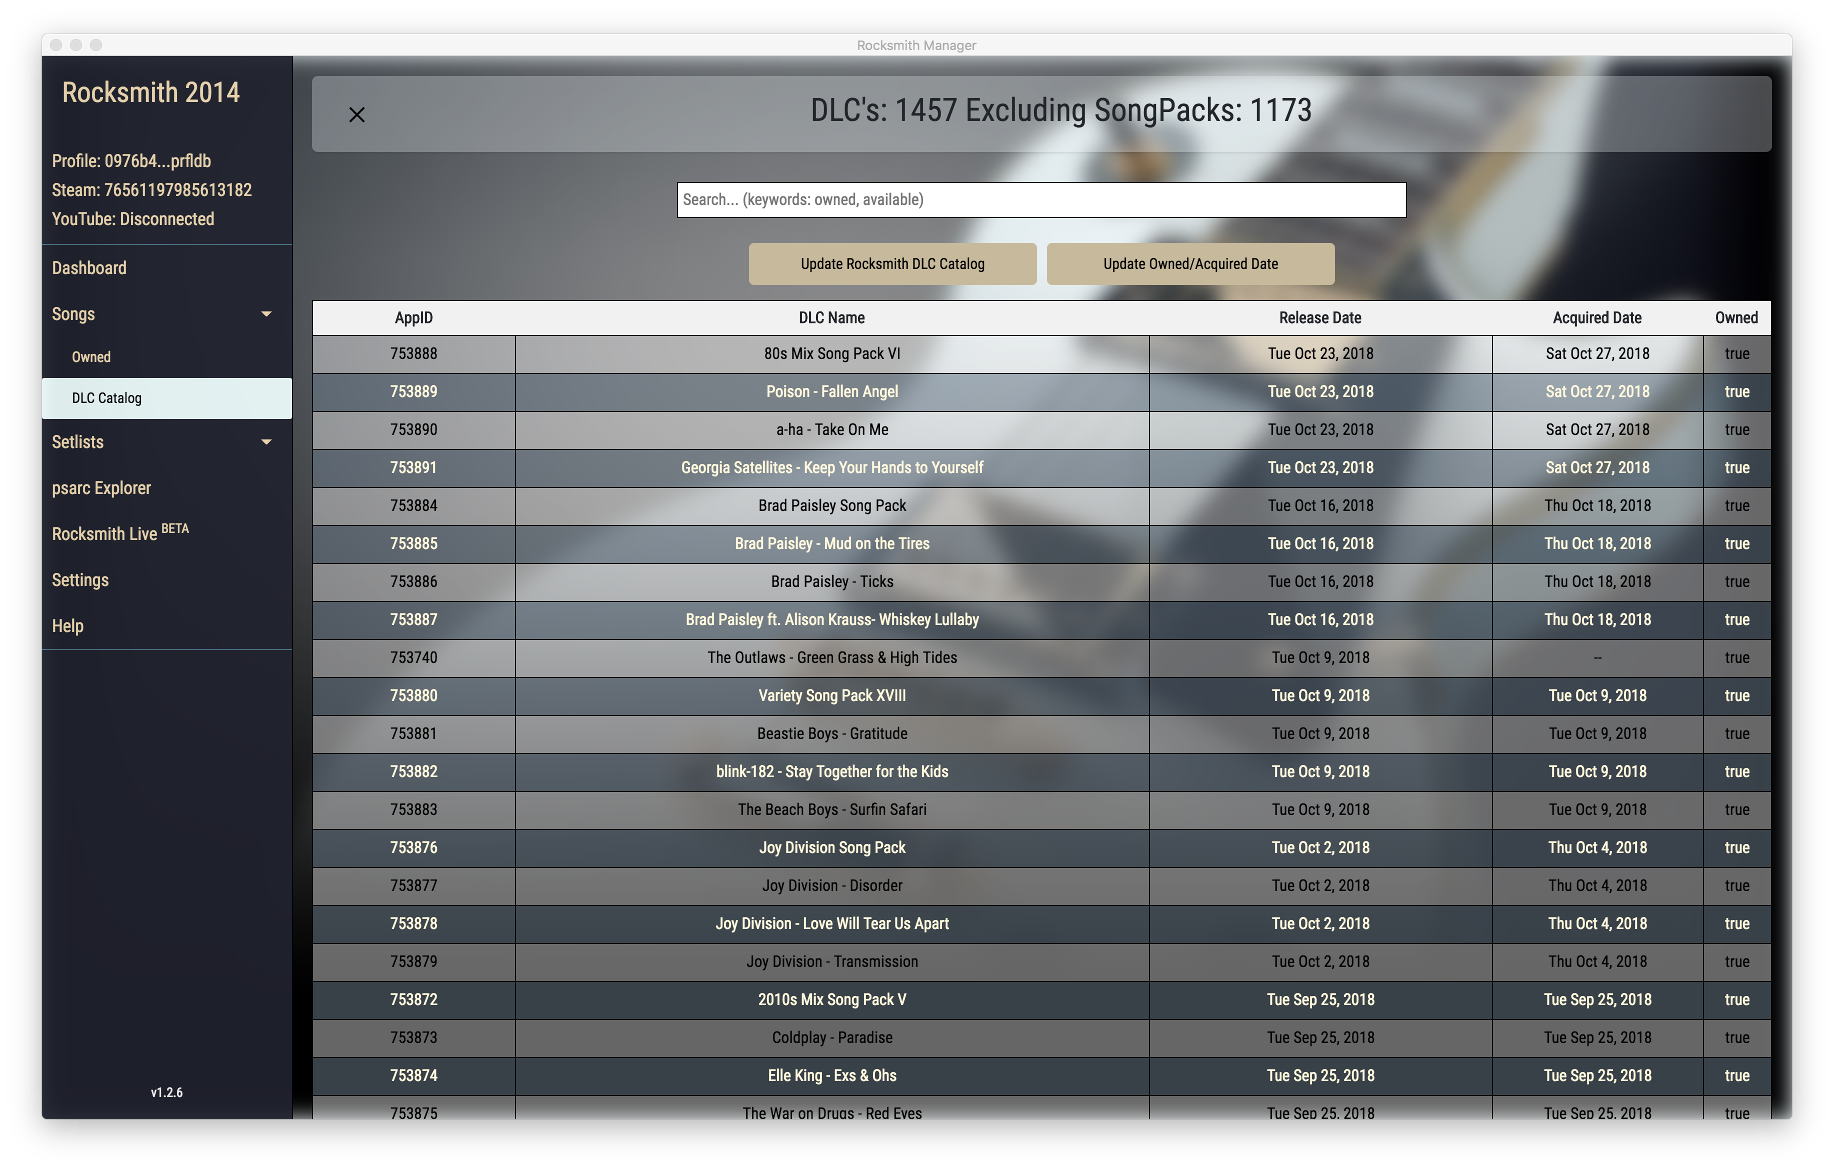 Rocksmith Manager
Rocksmith 2014
Profile: 0976b4...prfldb
Steam: 76561197985613182
YouTube: Disconnected
Dashboard
Songs
Owned
DLC Catalog
Setlists
psarc Explorer
Rocksmith Live BETA
Settings
Help
v1.2.6
DLC's: 1457 Excluding SongPacks: 1173
Search... (keywords: owned, available)
Update Rocksmith DLC Catalog Update Owned/Acquired Date
AppID DLC Name Release Date Acquired Date Owned
753888 80s Mix Song Pack VI Tue Oct 23, 2018 Sat Oct 27, 2018 true
753889 Poison - Fallen Angel Tue Oct 23, 2018 Sat Oct 27, 2018 true
753890 a-ha - Take On Me Tue Oct 23, 2018 Sat Oct 27, 2018 true
753891 Georgia Satellites - Keep Your Hands to Yourself Tue Oct 23, 2018 Sat Oct 27, 2018 true
753884 Brad Paisley Song Pack Tue Oct 16, 2018 Thu Oct 18, 2018 true
753885 Brad Paisley - Mud on the Tires Tue Oct 16, 2018 Thu Oct 18, 2018 true
753886 Brad Paisley - Ticks Tue Oct 16, 2018 Thu Oct 18, 2018 true
753887 Brad Paisley ft. Alison Krauss- Whiskey Lullaby Tue Oct 16, 2018 Thu Oct 18, 2018 true
753740 The Outlaws - Green Grass & High Tides Tue Oct 9, 2018 -- true
753880 Variety Song Pack XVIII Tue Oct 9, 2018 Tue Oct 9, 2018 true
753881 Beastie Boys - Gratitude Tue Oct 9, 2018 Tue Oct 9, 2018 true
753882 blink-182 - Stay Together for the Kids Tue Oct 9, 2018 Tue Oct 9, 2018 true
753883 The Beach Boys - Surfin Safari Tue Oct 9, 2018 Tue Oct 9, 2018 true
753876 Joy Division Song Pack Tue Oct 2, 2018 Thu Oct 4, 2018 true
753877 Joy Division - Disorder Tue Oct 2, 2018 Thu Oct 4, 2018 true
753878 Joy Division - Love Will Tear Us Apart Tue Oct 2, 2018 Thu Oct 4, 2018 true
753879 Joy Division - Transmission Tue Oct 2, 2018 Thu Oct 4, 2018 true
753872 2010s Mix Song Pack V Tue Sep 25, 2018 Tue Sep 25, 2018 true
753873 Coldplay - Paradise Tue Sep 25, 2018 Tue Sep 25, 2018 true
753874 Elle King - Exs & Ohs Tue Sep 25, 2018 Tue Sep 25, 2018 true
753875 The War on Drugs - Red Eyes Tue Sep 25, 2018 Tue Sep 25, 2018 true